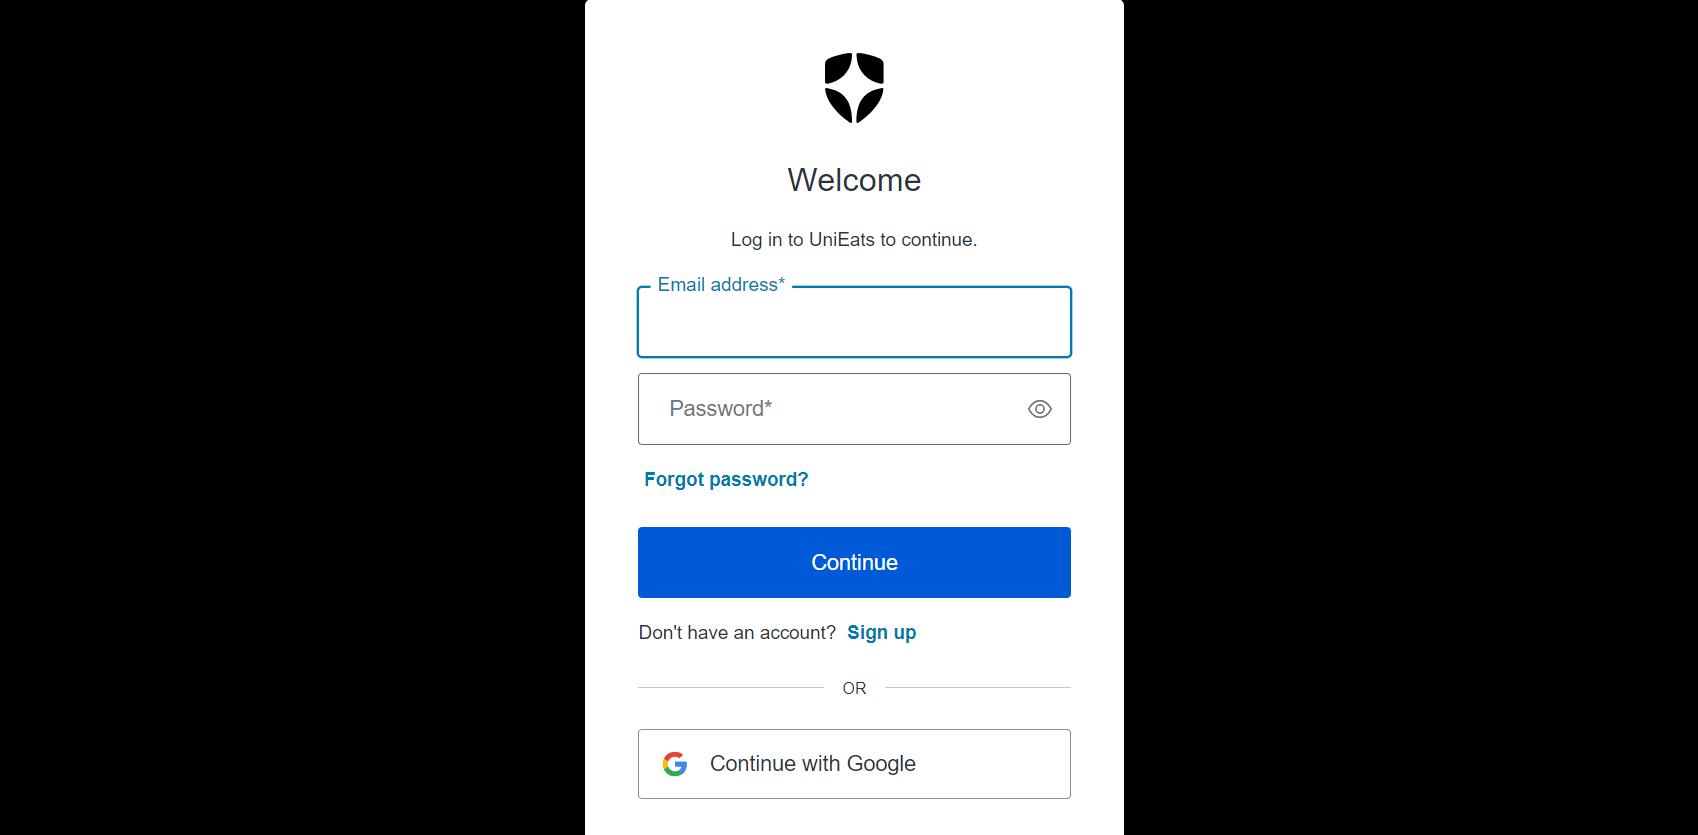 Welcome
Log in to UniEats to continue.
Email address*
Password*
Forgot password?
Continue
Don't have an account? Sign up
OR
Continue with Google